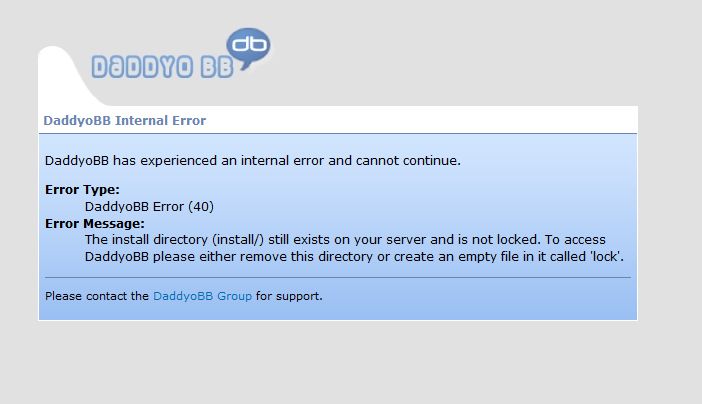 DADDYO BB
db
DaddyoBB Internal Error
DaddyoBB has experienced an internal error and cannot continue.
Error Type:
DaddyoBB Error (40)
Error Message:
The install directory (install/) still exists on your server and is not locked. To access
DaddyoBB please either remove this directory or create an empty file in it called 'lock'.
Please contact the DaddyoBB Group for support.